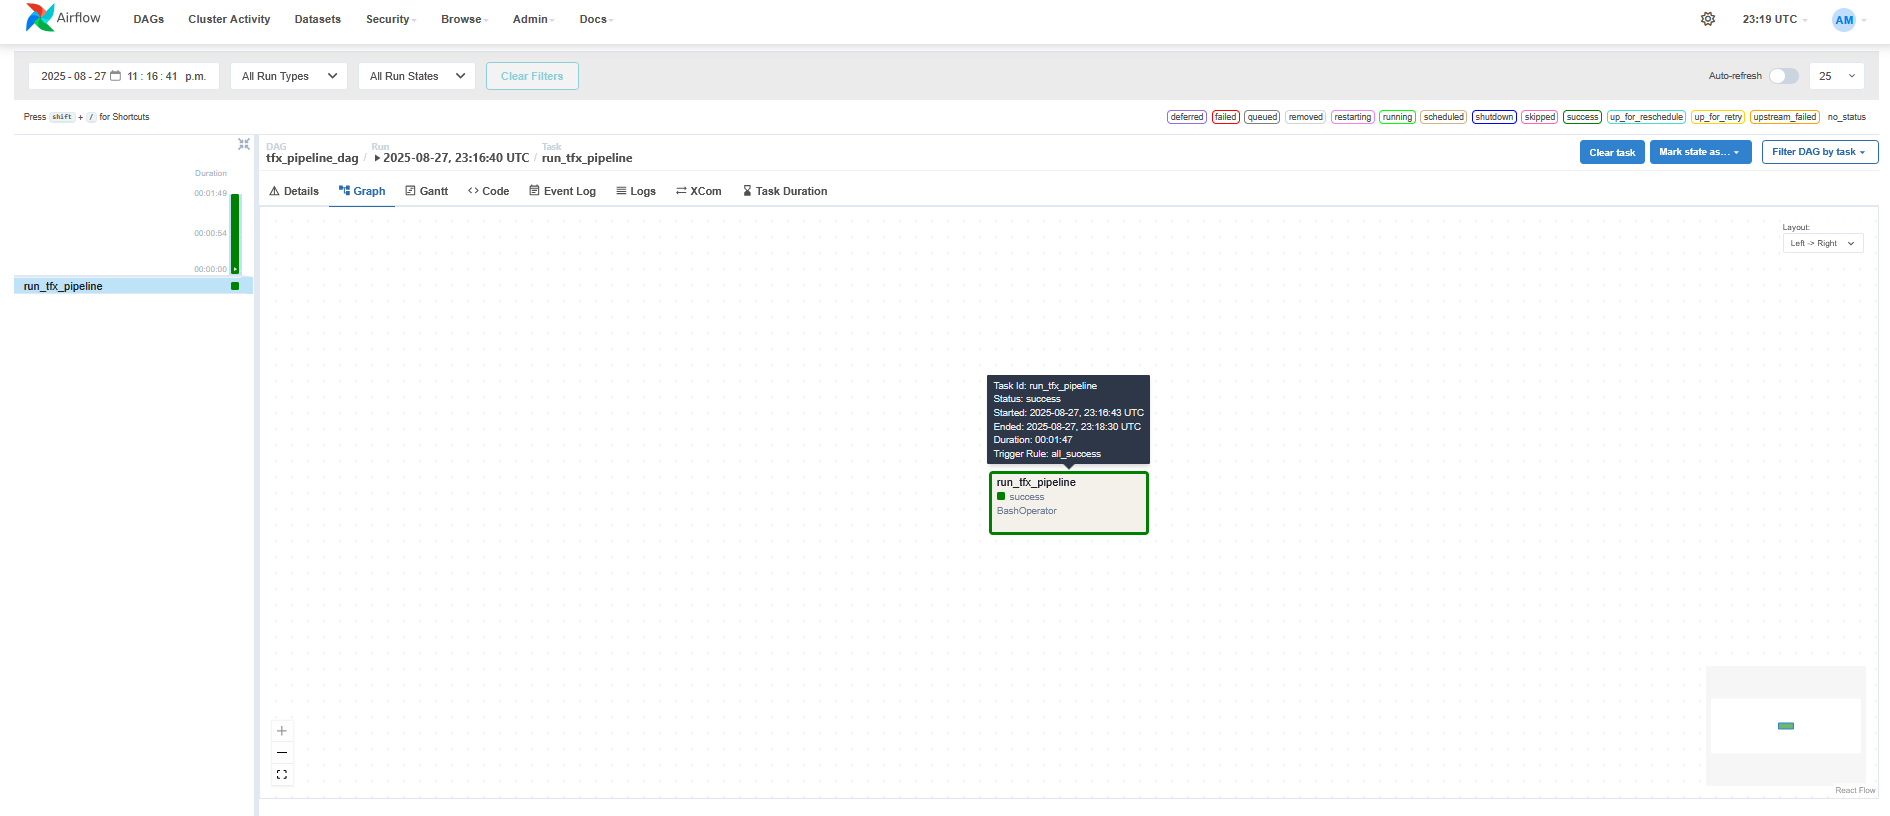 Airflow DAGs Cluster Activity Datasets Security Browse Admin Docs 23:19 UTC AM
2025-08-27 11:16:41 p.m. All Run Types All Run States Clear Filters Auto-refresh 25
Press shift + / for Shortcuts deferred failed queued removed restarting running scheduled shutdown skipped success up_for_reschedule up_for_retry upstream_failed no_status
DAG Run Task
tfx_pipeline_dag / 2025-08-27, 23:16:40 UTC / run_tfx_pipeline Clear task Mark state as... Filter DAG by task
Duration
00:01:49
00:00:54
00:00:00
run_tfx_pipeline
Details Graph Gantt <> Code Event Log Logs XCom Task Duration
Layout:
Left -> Right
Task Id: run_tfx_pipeline
Status: success
Started: 2025-08-27, 23:16:43 UTC
Ended: 2025-08-27, 23:18:30 UTC
Duration: 00:01:47
Trigger Rule: all_success
run_tfx_pipeline
success
BashOperator
React Flow